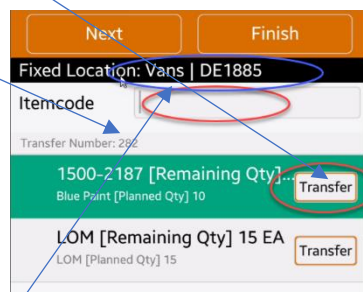 Next Finish
Fixed Location: Vans | DE1885
Itemcode
Transfer Number: 282
1500-2187 [Remaining Qty]...
Transfer
Blue Paint [Planned Qty] 10
LOM [Remaining Qty] 15 EA
Transfer
LOM [Planned Qty] 15